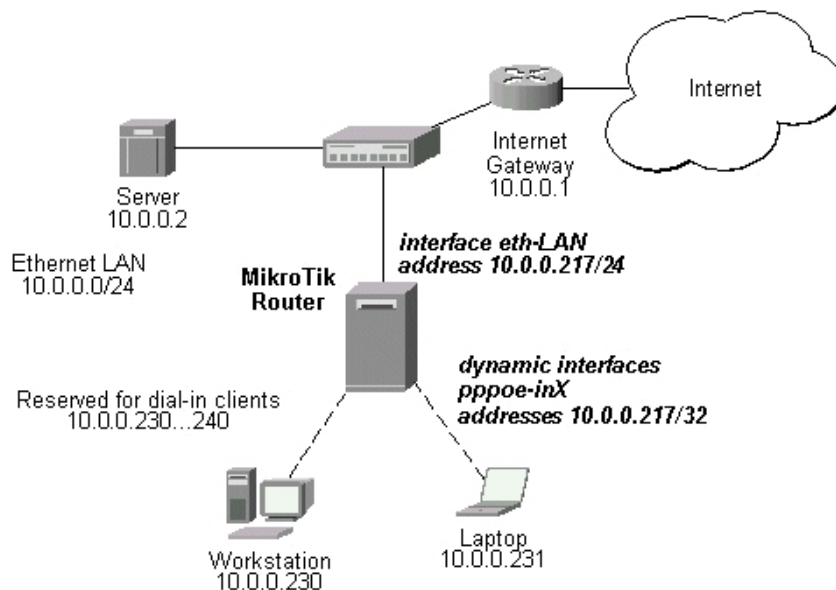 Internet
Internet
Gateway
10.0.0.1
Server
10.0.0.2
Ethernet LAN
10.0.0.0/24
interface eth-LAN
address 10.0.0.217/24
MikroTik
Router
dynamic interfaces
pppoe-inX
addresses 10.0.0.217/32
Reserved for dial-in clients
10.0.0.230...240
Workstation
10.0.0.230
Laptop
10.0.0.231